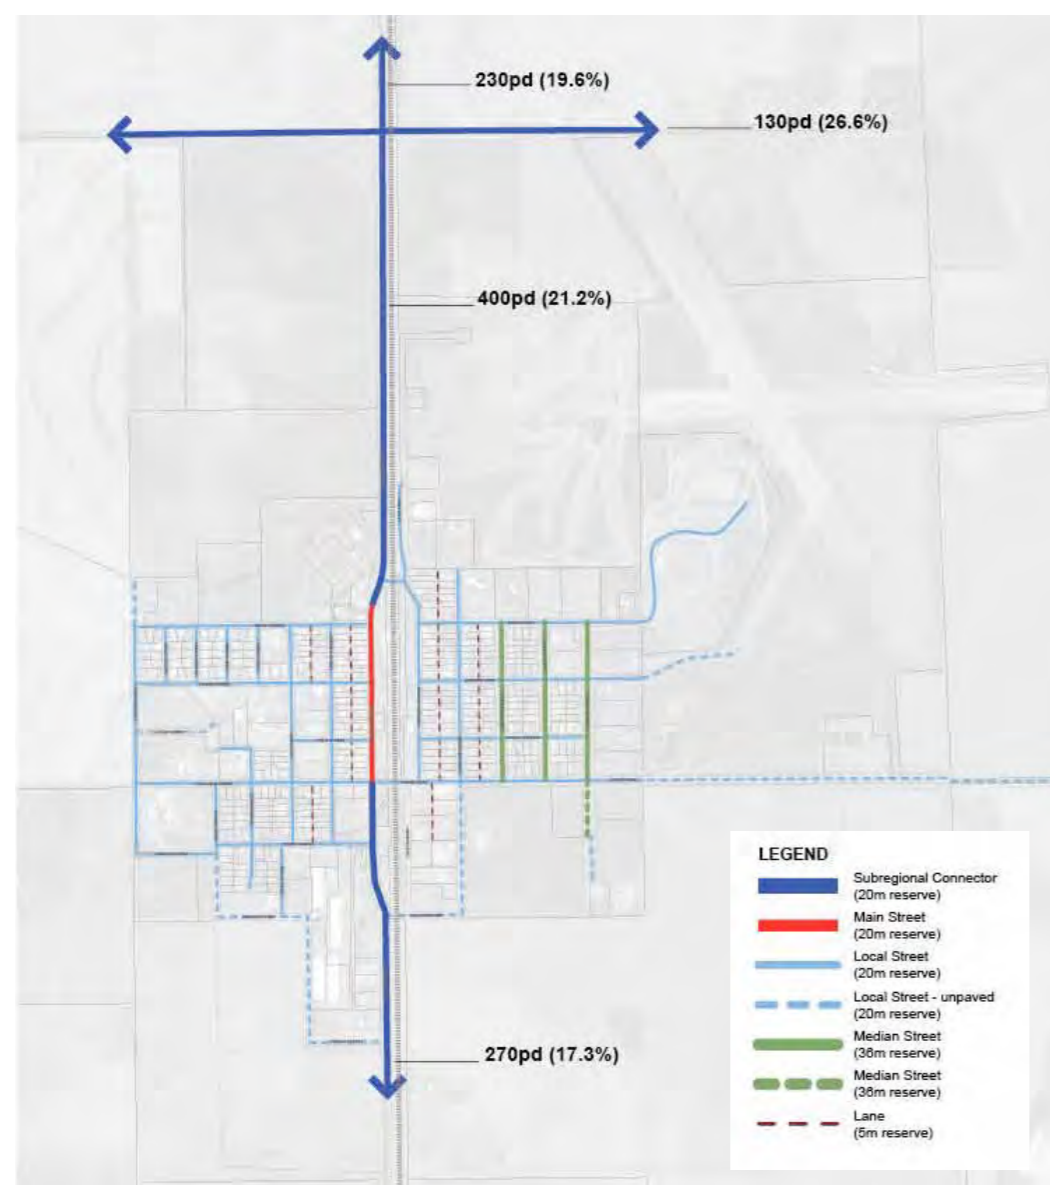 230pd (19.6%)
130pd (26.6%)
400pd (21.2%)
270pd (17.3%)
LEGEND
Subregional Connector
(20m reserve)
Main Street
(20m reserve)
Local Street
(20m reserve)
Local Street - unpaved
(20m reserve)
Median Street
(36m reserve)
Median Street
(36m reserve)
Lane
(5m reserve)